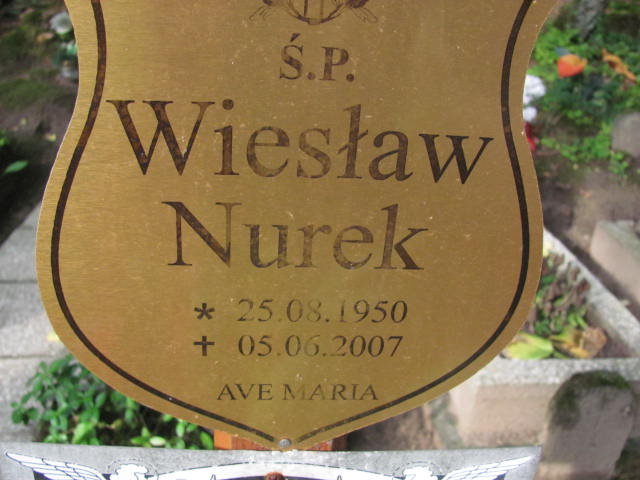 Ś.P.
Wiesław
Nurek
* 25.08.1950
✝ 05.06.2007
AVE MARIA